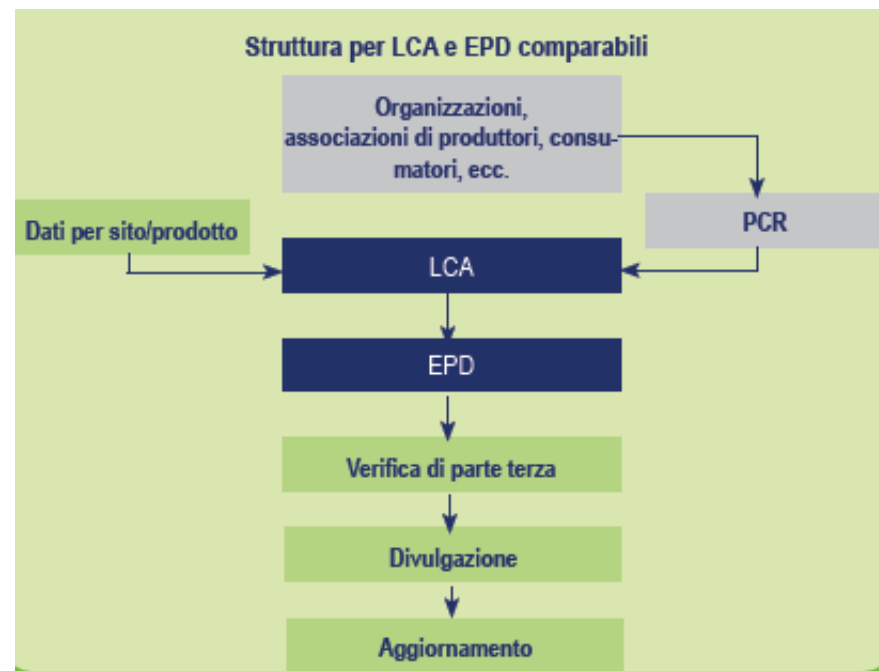 Struttura per LCA e EPD comparabili
Organizzazioni,
associazioni di produttori, consu-
matori, ecc.
Dati per sito/prodotto
PCR
LCA
EPD
Verifica di parte terza
Divulgazione
Aggiornamento